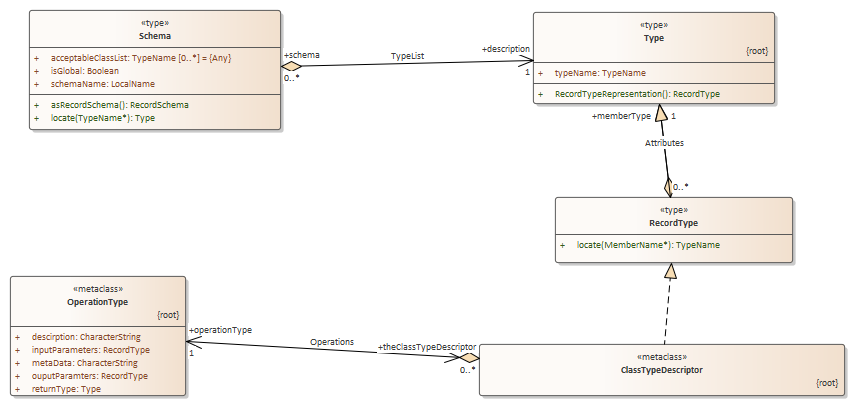 «type»
Schema
+ acceptableClassList: TypeName [0..*] = {Any}
+ isGlobal: Boolean
+ schemaName: LocalName
+ asRecordSchema(): RecordSchema
+ locate(TypeName*): Type
+schema
0..*
TypeList
+description
1
«type»
Type
{root}
+ typeName: TypeName
+ RecordTypeRepresentation(): RecordType
+memberType
1
Attributes
0..*
«type»
RecordType
+ locate(MemberName*): TypeName
«metaclass»
OperationType
{root}
+ descirption: CharacterString
+ inputParameters: RecordType
+ metaData: CharacterString
+ ouputParamters: RecordType
+ returnType: Type
+operationType
1
Operations
+theClassTypeDescriptor
0..*
«metaclass»
ClassTypeDescriptor
{root}